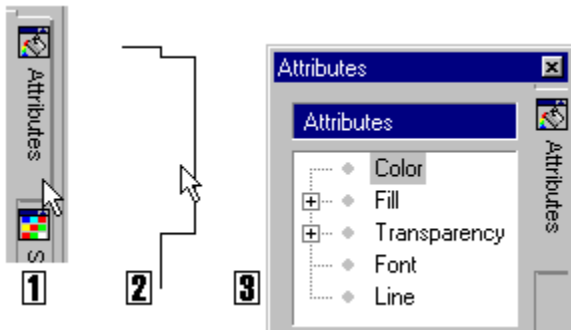 Attributes
S
1
2
3
Attributes
Attributes
Color
Fill
Transparency
Font
Line
Attributes